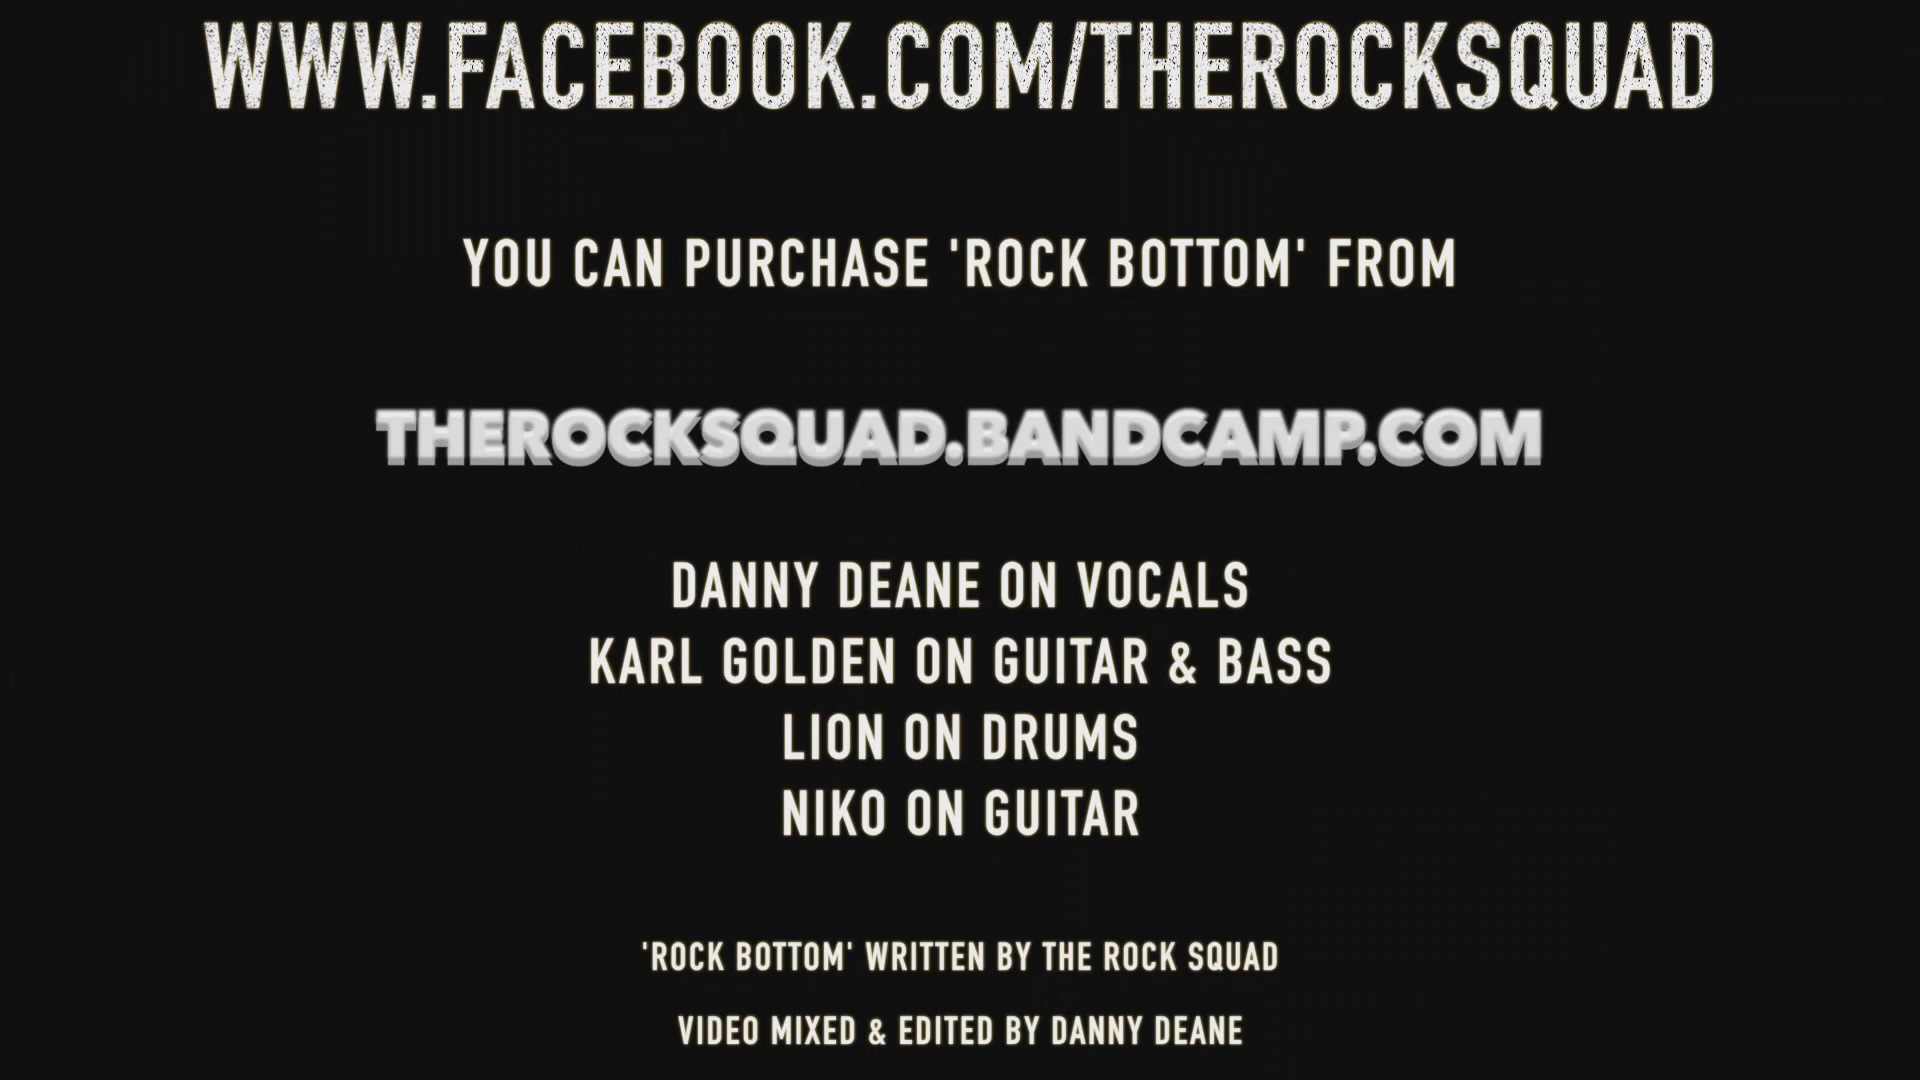 WWW.FACEBOOK.COM/THEROCKSQUAD
YOU CAN PURCHASE 'ROCK BOTTOM' FROM
THEROCKSQUAD.BANDCAMP.COM
DANNY DEANE ON VOCALS
KARL GOLDEN ON GUITAR & BASS
LION ON DRUMS
NIKO ON GUITAR
'ROCK BOTTOM' WRITTEN BY THE ROCK SQUAD
VIDEO MIXED & EDITED BY DANNY DEANE